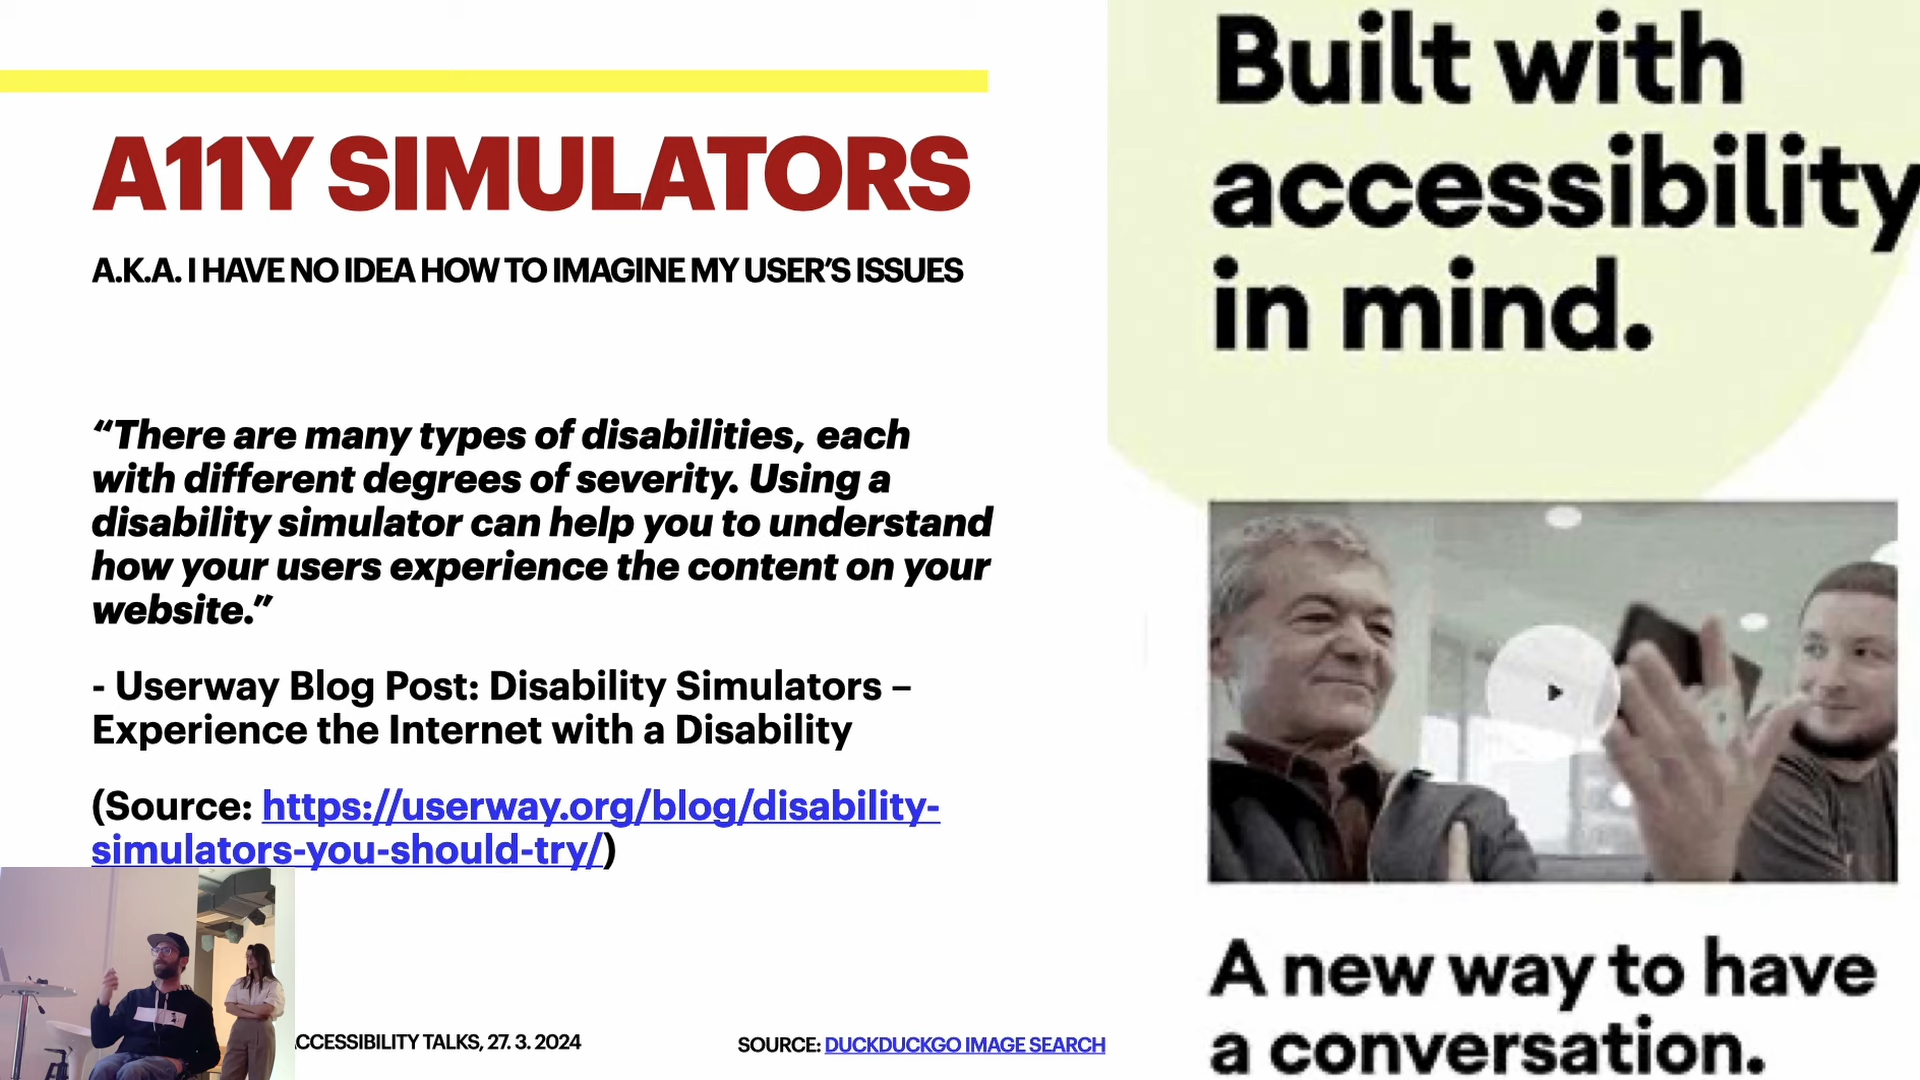 A11Y SIMULATORS
A.K.A. I HAVE NO IDEA HOW TO IMAGINE MY USER’S ISSUES
“There are many types of disabilities, each
with different degrees of severity. Using a
disability simulator can help you to understand
how your users experience the content on your
website.”
- Userway Blog Post: Disability Simulators –
Experience the Internet with a Disability
(Source: https://userway.org/blog/disability-
simulators-you-should-try/)
CCESSIBILITY TALKS, 27. 3. 2024
SOURCE: DUCKDUCKGO IMAGE SEARCH
Built with
accessibility
in mind.
A new way to have
a conversation.